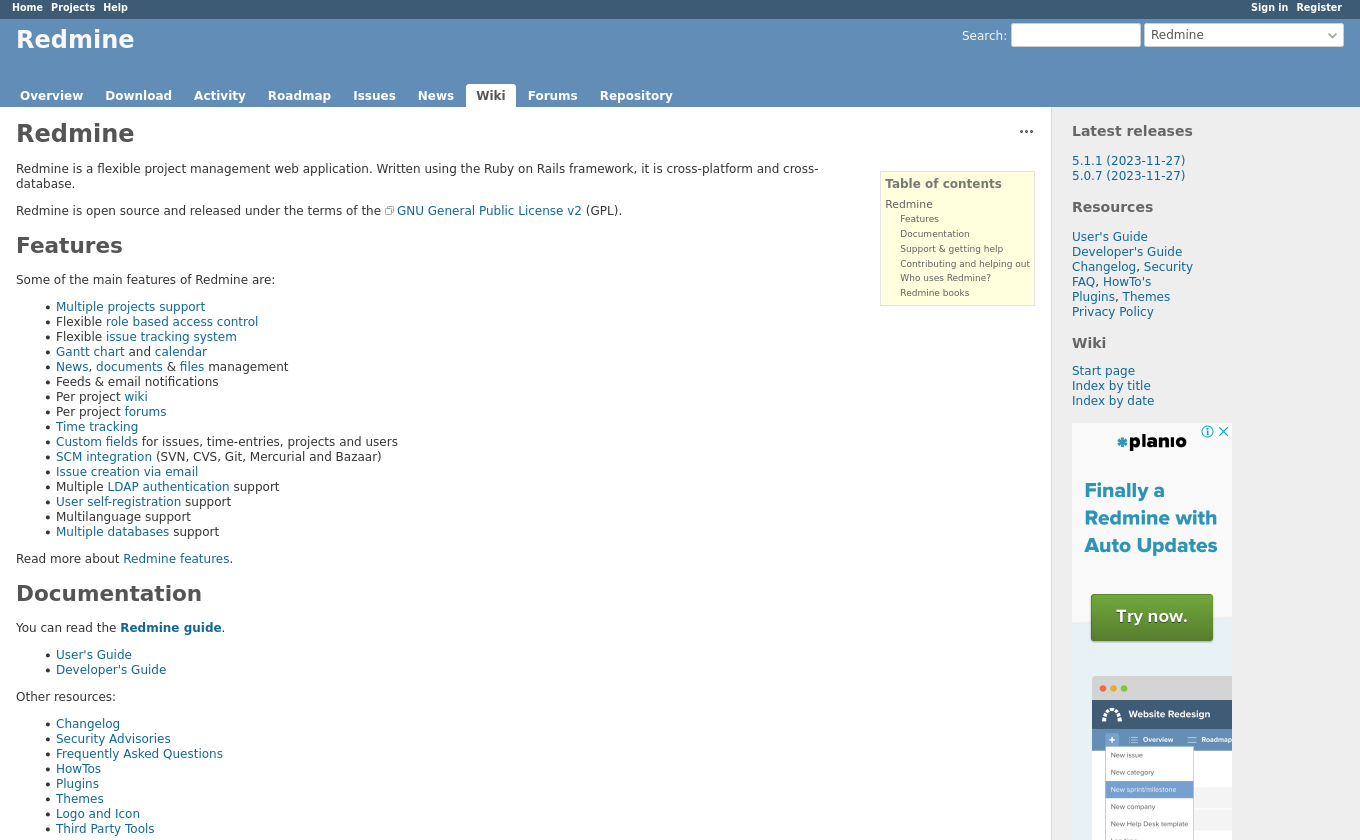 Home Projects Help
Sign in Register
Redmine
Search:
Redmine
Overview Download Activity Roadmap Issues News Wiki Forums Repository
Redmine
•••
Redmine is a flexible project management web application. Written using the Ruby on Rails framework, it is cross-platform and cross-
database.
Redmine is open source and released under the terms of the GNU General Public License v2 (GPL).
Table of contents
Redmine
Features
Documentation
Support & getting help
Contributing and helping out
Who uses Redmine?
Redmine books
Features
Some of the main features of Redmine are:
• Multiple projects support
• Flexible role based access control
• Flexible issue tracking system
• Gantt chart and calendar
• News, documents & files management
• Feeds & email notifications
• Per project wiki
• Per project forums
• Time tracking
• Custom fields for issues, time-entries, projects and users
• SCM integration (SVN, CVS, Git, Mercurial and Bazaar)
• Issue creation via email
• Multiple LDAP authentication support
• User self-registration support
• Multilanguage support
• Multiple databases support
Read more about Redmine features.
Documentation
You can read the Redmine guide.
• User's Guide
• Developer's Guide
Other resources:
• Changelog
• Security Advisories
• Frequently Asked Questions
• HowTos
• Plugins
• Themes
• Logo and Icon
• Third Party Tools
Latest releases
5.1.1 (2023-11-27)
5.0.7 (2023-11-27)
Resources
User's Guide
Developer's Guide
Changelog, Security
FAQ, HowTo's
Plugins, Themes
Privacy Policy
Wiki
Start page
Index by title
Index by date
planio
Finally a
Redmine with
Auto Updates
Try now.
Website Redesign
+ Overview Roadmap
New issue
New category
New sprint/milestone
New company
New Help Desk template